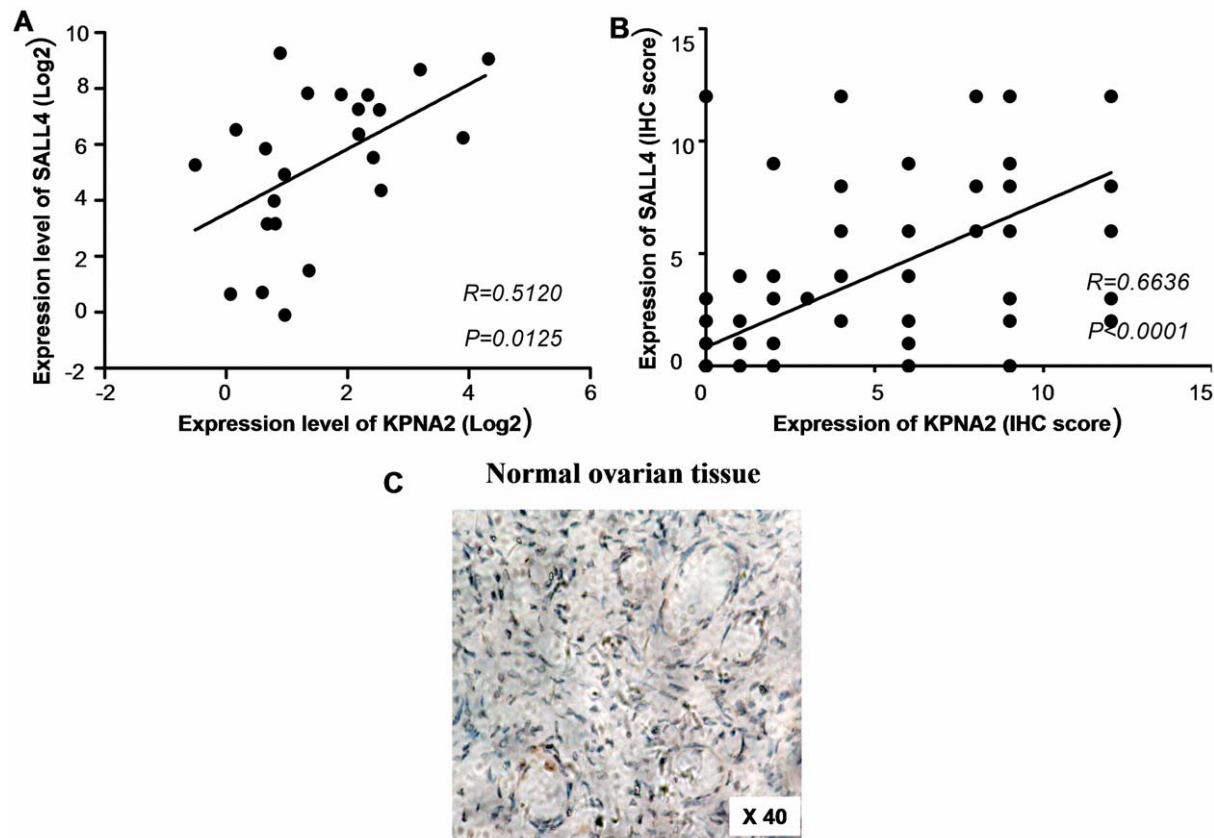 A
Expression level of SALL4 (Log2)
10
8
6
4
2
0
-2
R=0.5120
P=0.0125
-2 0 2 4 6
Expression level of KPNA2 (Log2)
B
Expression of SALL4 (IHC score)
15
10
5
0
R=0.6636
P<0.0001
0 5 10 15
Expression of KPNA2 (IHC score)
C
Normal ovarian tissue
X 40